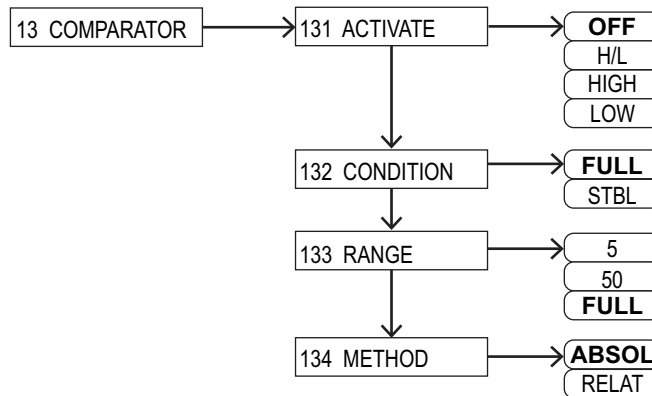 13 COMPARATOR
131 ACTIVATE
OFF
H/L
HIGH
LOW
132 CONDITION
FULL
STBL
133 RANGE
5
50
FULL
134 METHOD
ABSOL
RELAT